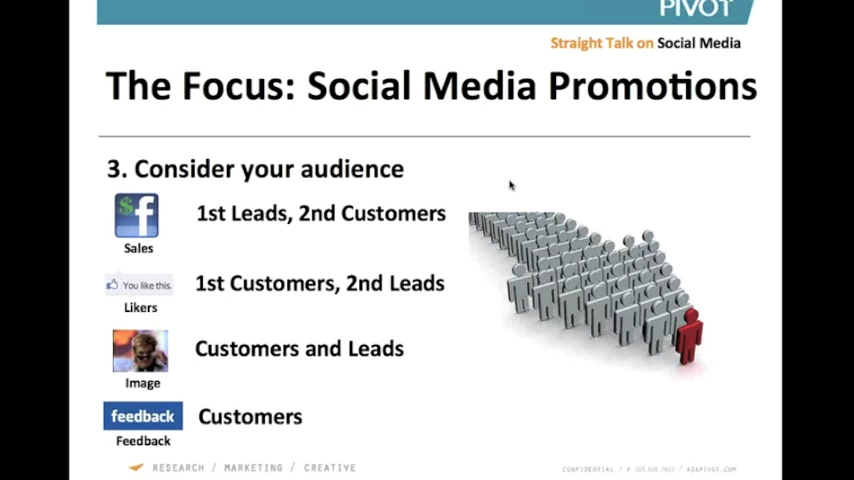 PIVOT
Straight Talk on Social Media
The Focus: Social Media Promotions
3. Consider your audience
$ f
1st Leads, 2nd Customers
Sales
You like this.
1st Customers, 2nd Leads
Likers
Customers and Leads
Image
feedback
Customers
Feedback
RESEARCH / MARKETING / CREATIVE
CONFIDENTIAL / P / ASKPIVOT.COM